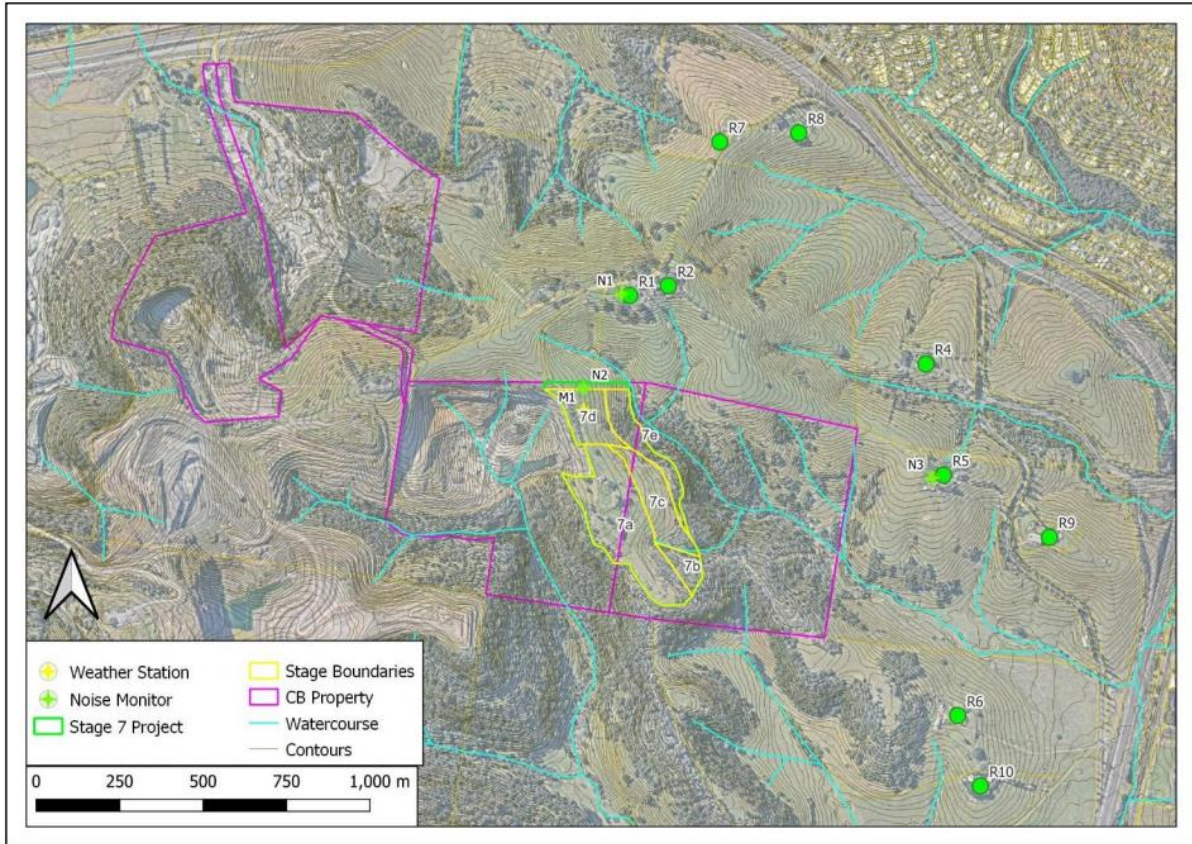 R7
R8
N1
R1
R2
R4
N2
M1
7d
7e
N3
R5
7c
7a
R9
7b
R6
R10
Weather Station
Noise Monitor
Stage 7 Project
Stage Boundaries
CB Property
Watercourse
Contours
0 250 500 750 1,000 m